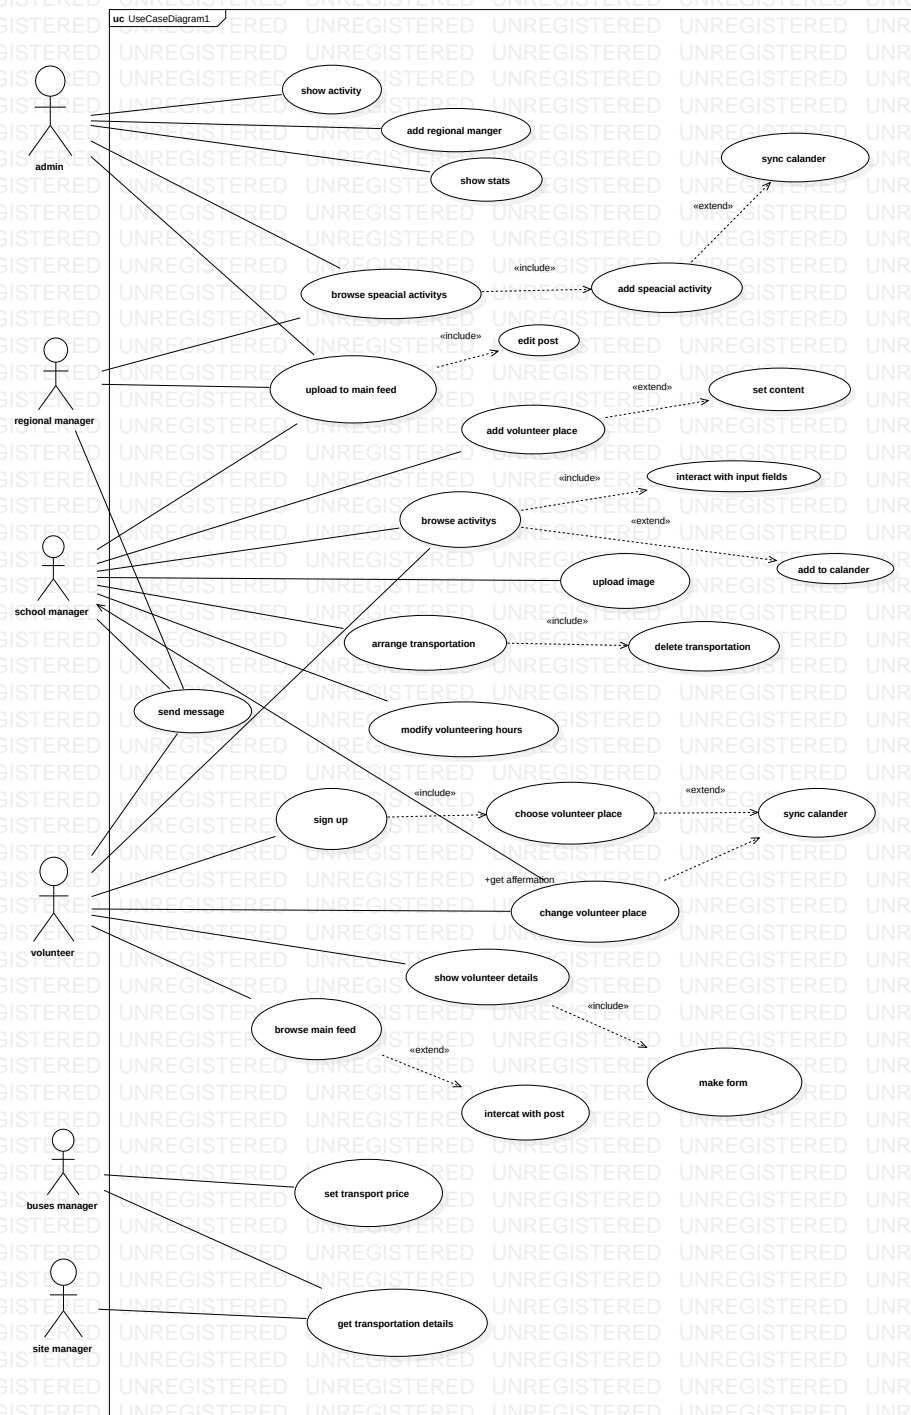 uc UseCaseDiagram1
show activity
add regional manger
admin
sync calander
show stats
«extend»
«include»
add speacial activity
browse speacial activitys
«include»
edit post
upload to main feed
«extend»
set content
regional manager
add volunteer place
«include»
interact with input fields
browse activitys
«extend»
add to calander
upload image
school manager
«include»
arrange transportation
delete transportation
send message
modify volunteering hours
«include»
«extend»
sign up
choose volunteer place
sync calander
+get affermation
change volunteer place
volunteer
show volunteer details
«include»
browse main feed
«extend»
make form
intercat with post
set transport price
buses manager
get transportation details
site manager
UNREGISTERED